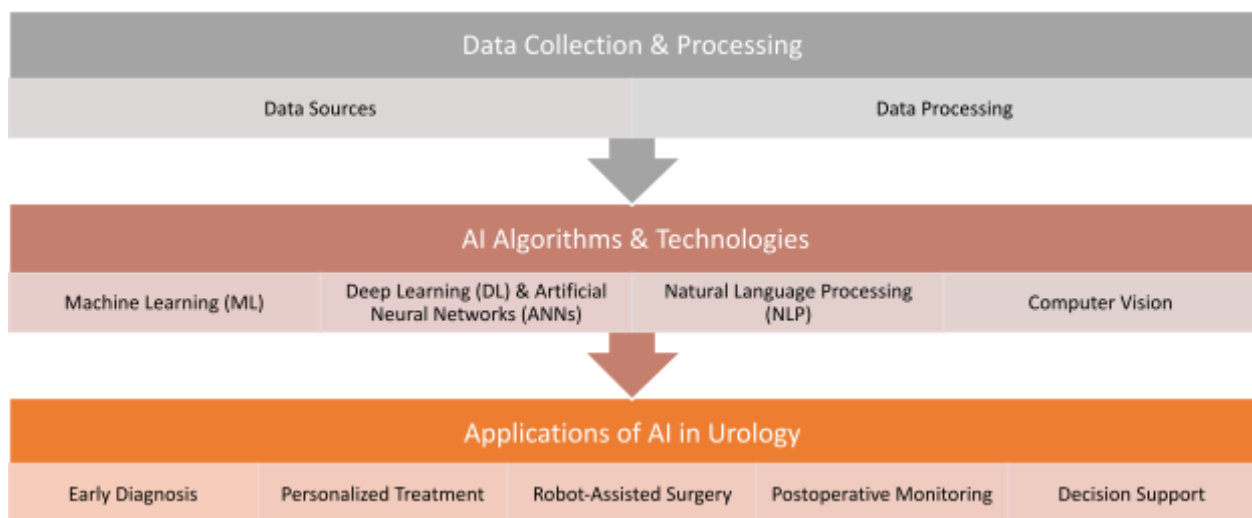 Data Collection & Processing
Data Sources
Data Processing
AI Algorithms & Technologies
Machine Learning (ML)
Deep Learning (DL) & Artificial
Neural Networks (ANNs)
Natural Language Processing
(NLP)
Computer Vision
Applications of AI in Urology
Early Diagnosis
Personalized Treatment
Robot-Assisted Surgery
Postoperative Monitoring
Decision Support